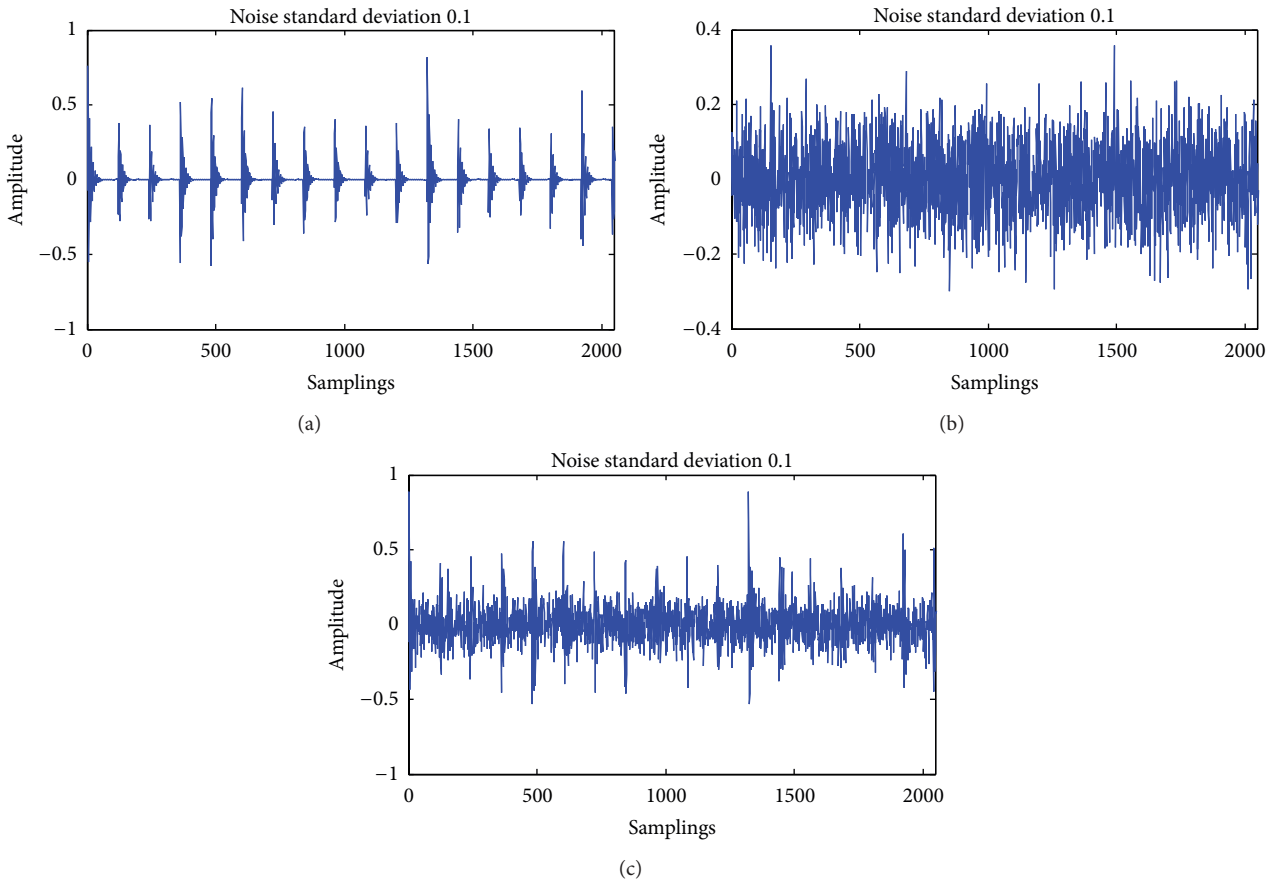 Noise standard deviation 0.1
1
0.5
0
−0.5
−1
Amplitude
0 500 1000 1500 2000
Samplings
(a)
Noise standard deviation 0.1
0.4
0.2
0
−0.2
−0.4
Amplitude
0 500 1000 1500 2000
Samplings
(b)
Noise standard deviation 0.1
1
0.5
0
−0.5
−1
Amplitude
0 500 1000 1500 2000
Samplings
(c)